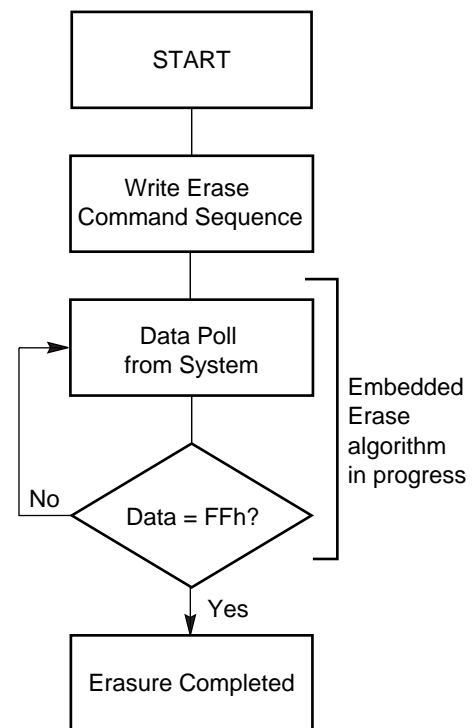 START
Write Erase
Command Sequence
Data Poll
from System
Embedded
Erase
algorithm
in progress
No
Data = FFh?
Yes
Erasure Completed